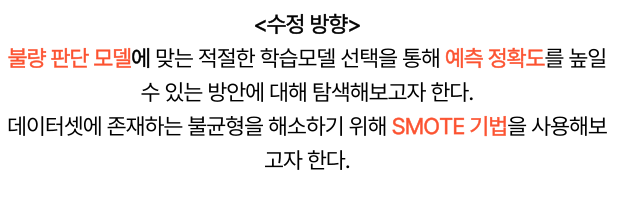 <수정 방향>
불량 판단 모델에 맞는 적절한 학습모델 선택을 통해 예측 정확도를 높일
수 있는 방안에 대해 탐색해보고자 한다.
데이터셋에 존재하는 불균형을 해소하기 위해 SMOTE 기법을 사용해보
고자 한다.